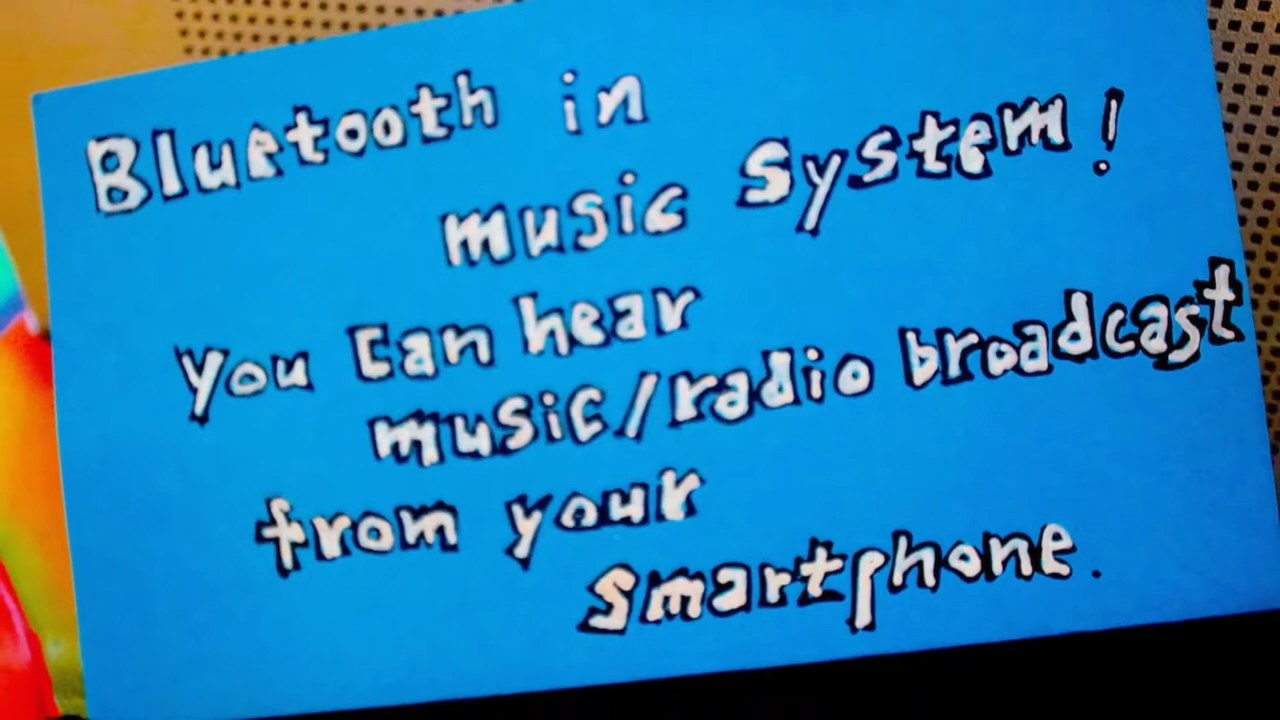 Bluetooth in
music system!
you can hear
music/radio broadcast
from your
smartphone.